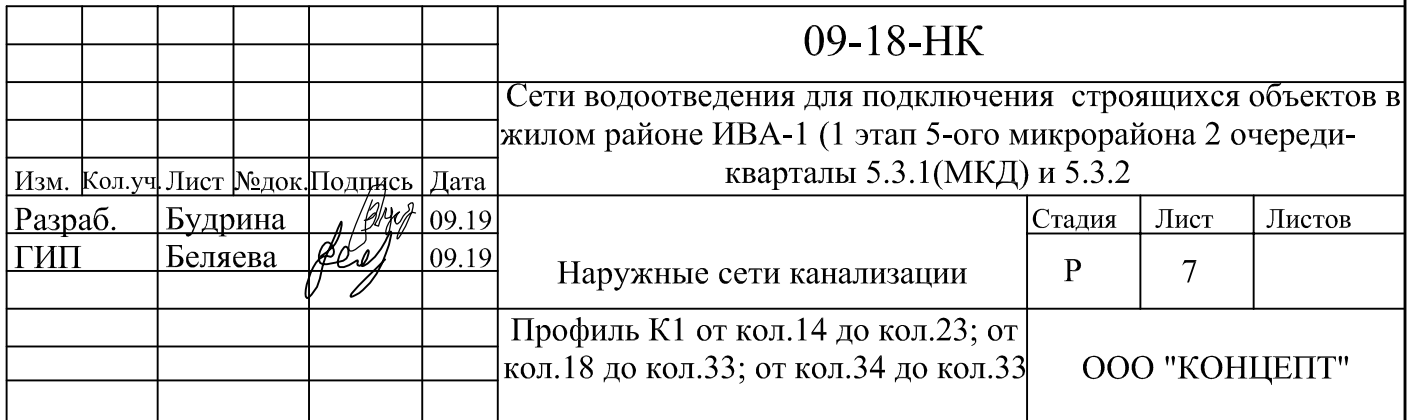 09-18-НК
Сети водоотведения для подключения строящихся объектов в
жилом районе ИВА-1 (1 этап 5-ого микрорайона 2 очереди-
кварталы 5.3.1(МКД) и 5.3.2
Изм. Кол.уч. Лист №док. Подпись Дата
Разраб. Будрина 09.19
ГИП Беляева 09.19
Наружные сети канализации
Стадия Лист Листов
Р 7
Профиль К1 от кол.14 до кол.23; от
кол.18 до кол.33; от кол.34 до кол.33
ООО "КОНЦЕПТ"